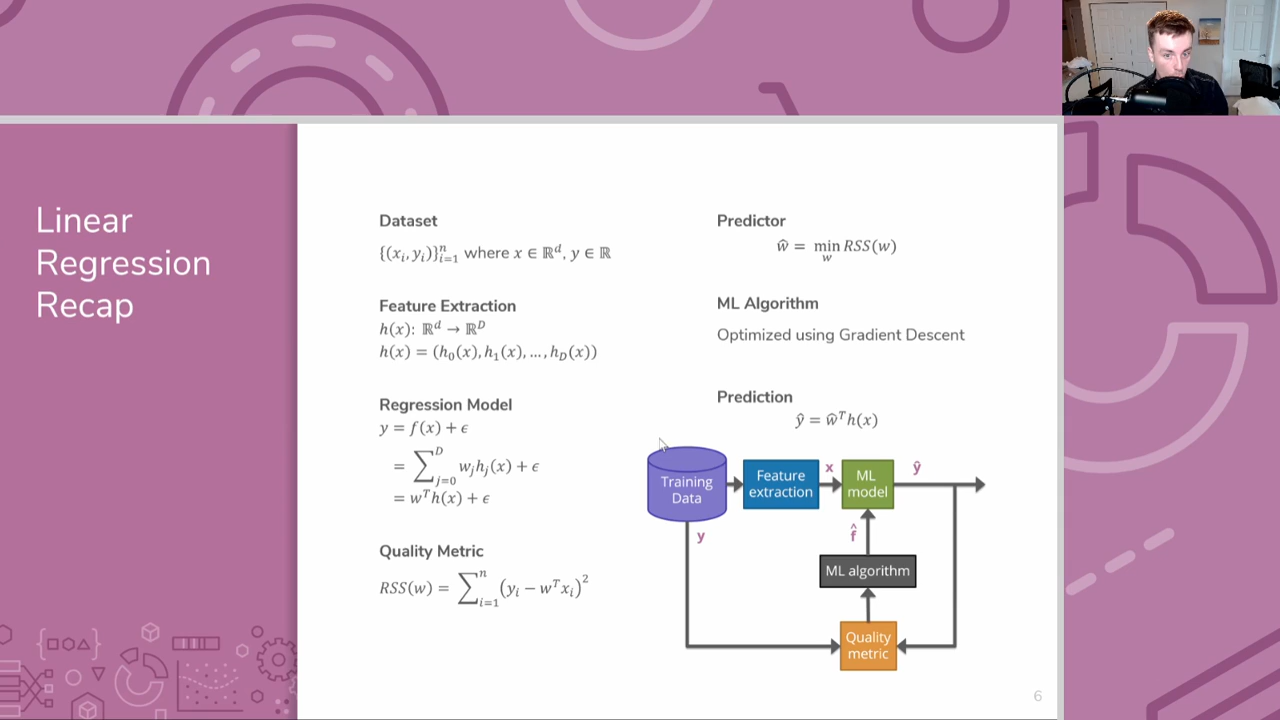 Linear
Regression
Recap
Dataset
{(xᵢ, yᵢ)}ⁿᵢ₌₁ where x ∈ ℝᵈ, y ∈ ℝ
Feature Extraction
h(x): ℝᵈ → ℝᴰ
h(x) = (h₀(x), h₁(x), … , h_D(x))
Regression Model
y = f(x) + ϵ
= ∑ᴰⱼ₌₀ wⱼhⱼ(x) + ϵ
= wᵀh(x) + ϵ
Quality Metric
RSS(w) = ∑ⁿᵢ₌₁ (yᵢ − wᵀxᵢ)²
Predictor
ŵ = min_w RSS(w)
ML Algorithm
Optimized using Gradient Descent
Prediction
ŷ = ŵᵀh(x)
Training
Data
Feature
extraction
x
ML
model
ŷ
y
f̂
ML algorithm
Quality
metric
6